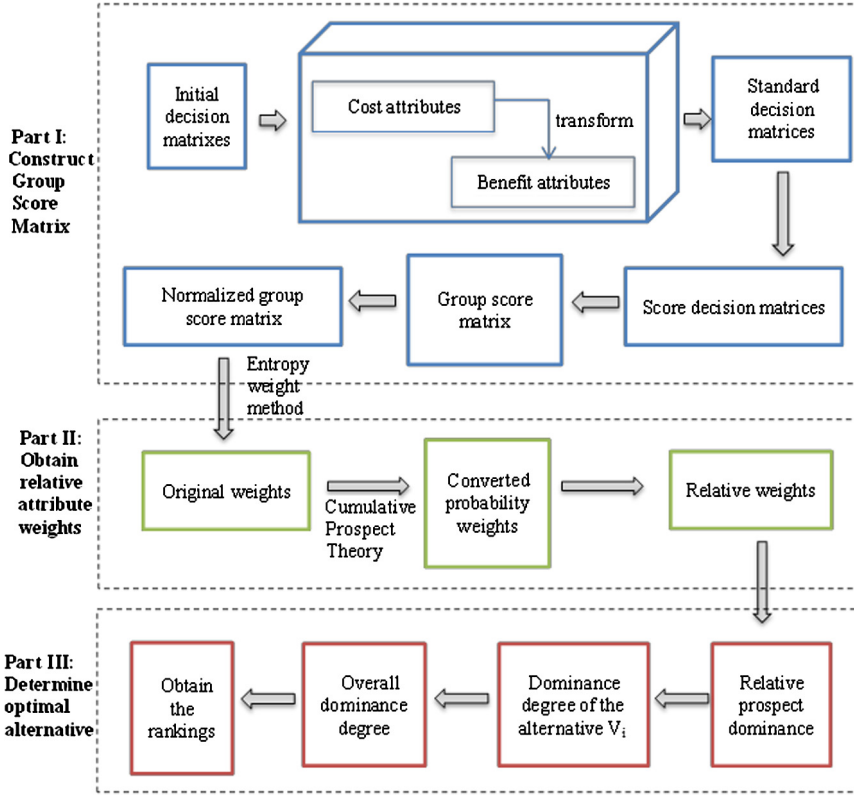 Part I:
Construct
Group
Score
Matrix
Initial
decision
matrixes
Cost attributes
transform
Benefit attributes
Standard
decision
matrices
Score decision matrices
Group score
matrix
Normalized group
score matrix
Entropy
weight
method
Part II:
Obtain
relative
attribute
weights
Original weights
Cumulative
Prospect
Theory
Converted
probability
weights
Relative weights
Part III:
Determine
optimal
alternative
Relative
prospect
dominance
Dominance
degree of the
alternative Vi
Overall
dominance
degree
Obtain
the
rankings